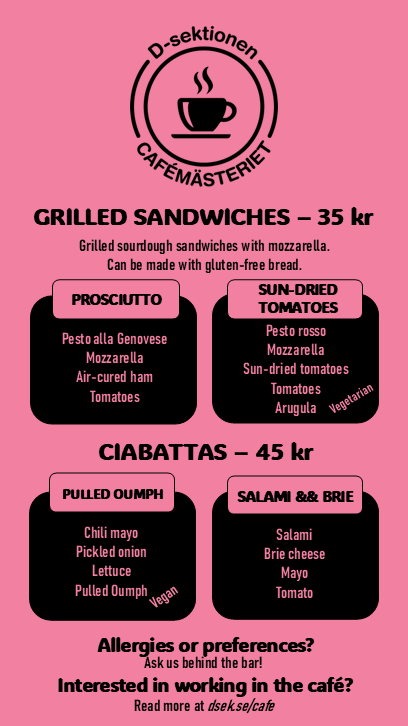 D-sektionen
CAFÉMÄSTERIET
GRILLED SANDWICHES – 35 kr
Grilled sourdough sandwiches with mozzarella.
Can be made with gluten-free bread.
PROSCIUTTO
Pesto alla Genovese
Mozzarella
Air-cured ham
Tomatoes
SUN-DRIED
TOMATOES
Pesto rosso
Mozzarella
Sun-dried tomatoes
Tomatoes
Arugula
Vegetarian
CIABATTAS – 45 kr
PULLED OUMPH
Chili mayo
Pickled onion
Lettuce
Pulled Oumph
Vegan
SALAMI && BRIE
Salami
Brie cheese
Mayo
Tomato
Allergies or preferences?
Ask us behind the bar!
Interested in working in the café?
Read more at dsek.se/cafe